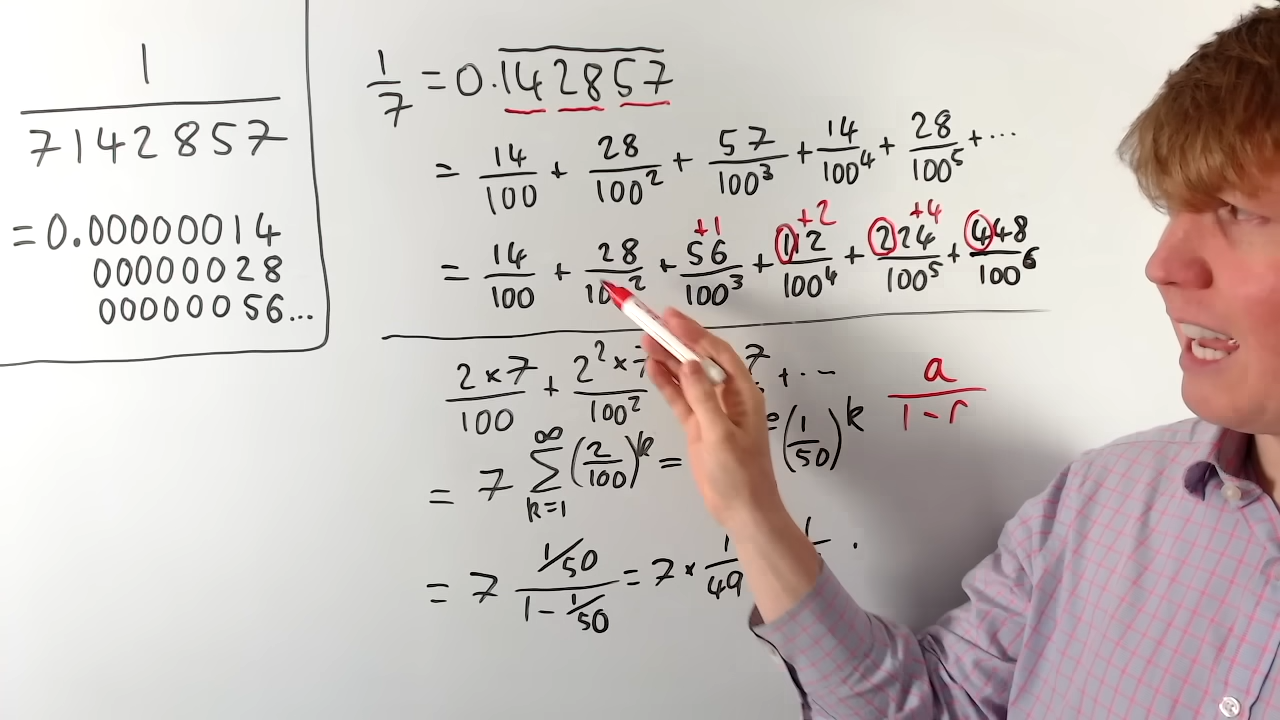 1
7142857
=0.00000014
00000028
00000056...
1/7 = 0.142857
= 14/100 + 28/100² + 57/100³ + 14/100⁴ + 28/100⁵ + ...
+1 +2 +4
= 14/100 + 28/100² + 56/100³ + 112/100⁴ + 224/100⁵ + 448/100⁶
2×7/100 + 2²×7/100² + ...
a/1-r
= 7 ∞∑k=1 (2/100)ᵏ = (1/50)ᵏ
= 7 1/50 / 1-1/50 = 7 × 1/49